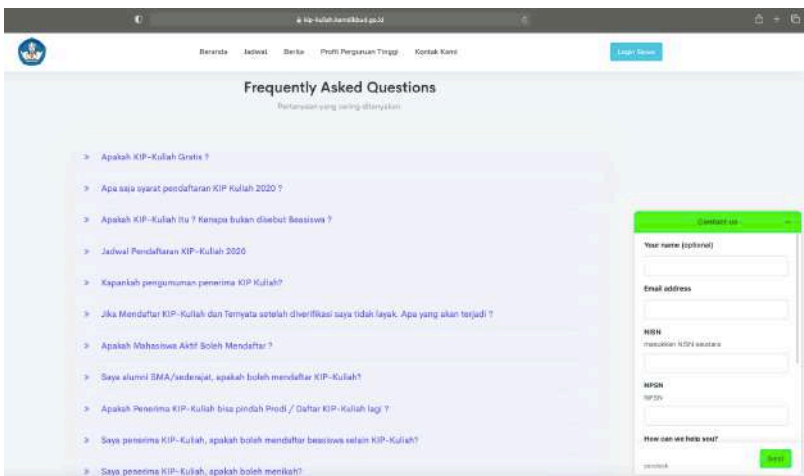 kip-kuliah.kemdikbud.go.id
Beranda Jadwal Berita Profil Perguruan Tinggi Kontak Kami
Login Siswa
Frequently Asked Questions
Pertanyaan yang sering ditanyakan
» Apakah KIP-Kuliah Gratis ?
» Apa saja syarat pendaftaran KIP Kuliah 2020 ?
» Apakah KIP-Kuliah Itu ? Kenapa bukan disebut Beasiswa ?
» Jadwal Pendaftaran KIP-Kuliah 2020
» Kapankah pengumuman penerima KIP Kuliah?
» Jika Mendaftar KIP-Kuliah dan Ternyata setelah diverifikasi saya tidak layak. Apa yang akan terjadi ?
» Apakah Mahasiswa Aktif Boleh Mendaftar ?
» Saya alumni SMA/sederajat, apakah boleh mendaftar KIP-Kuliah?
» Apakah Penerima KIP-Kuliah bisa pindah Prodi / Daftar KIP-Kuliah lagi ?
» Saya penerima KIP-Kuliah, apakah boleh mendaftar beasiswa selain KIP-Kuliah?
» Saya penerima KIP-Kuliah, apakah boleh menikah?
Contact us
Your name (optional)
Email address
NISN
masukkan NISN saudara
NPSN
NPSN
How can we help you?
zendesk
Send